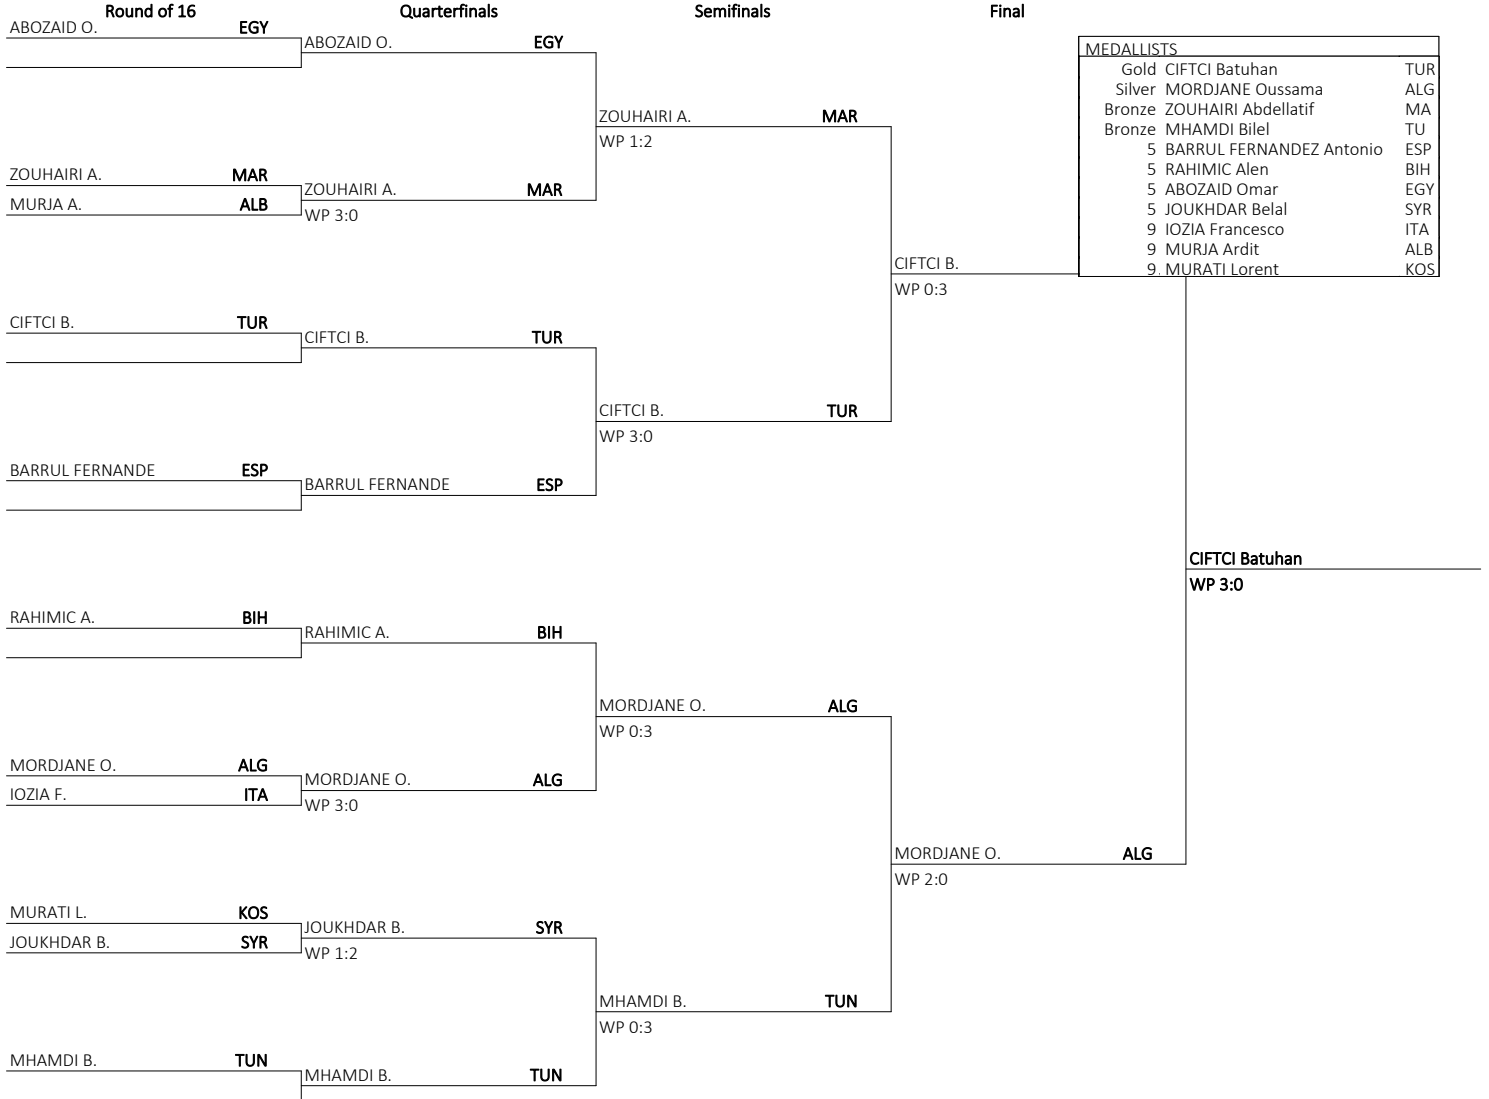 Round of 16 Quarterfinals Semifinals Final
ABOZAID O. EGY
ABOZAID O. EGY
MEDALLISTS
Gold CIFTCI Batuhan TUR
Silver MORDJANE Oussama ALG
Bronze ZOUHAIRI Abdellatif MA
Bronze MHAMDI Bilel TU
5 BARRUL FERNANDEZ Antonio ESP
5 RAHIMIC Alen BIH
5 ABOZAID Omar EGY
5 JOUKHDAR Belal SYR
9 IOZIA Francesco ITA
9 MURJA Ardit ALB
9. MURATI Lorent KOS
ZOUHAIRI A. MAR
WP 1:2
ZOUHAIRI A. MAR
ZOUHAIRI A. MAR
MURJA A. ALB
WP 3:0
CIFTCI B.
WP 0:3
CIFTCI B. TUR
CIFTCI B. TUR
CIFTCI B. TUR
WP 3:0
BARRUL FERNANDE ESP
BARRUL FERNANDE ESP
CIFTCI Batuhan
WP 3:0
RAHIMIC A. BIH
RAHIMIC A. BIH
MORDJANE O. ALG
WP 0:3
MORDJANE O. ALG
MORDJANE O. ALG
IOZIA F. ITA
WP 3:0
MORDJANE O. ALG
WP 2:0
MURATI L. KOS
JOUKHDAR B. SYR
JOUKHDAR B. SYR
WP 1:2
MHAMDI B. TUN
WP 0:3
MHAMDI B. TUN
MHAMDI B. TUN